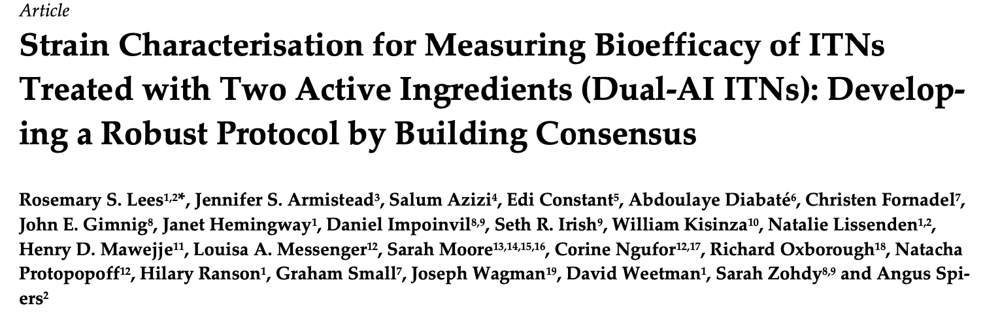 Article
Strain Characterisation for Measuring Bioefficacy of ITNs
Treated with Two Active Ingredients (Dual-AI ITNs): Develop-
ing a Robust Protocol by Building Consensus
Rosemary S. Lees1,2*, Jennifer S. Armistead3, Salum Azizi4, Edi Constant5, Abdoulaye Diabaté6, Christen Fornadel7,
John E. Gimnig8, Janet Hemingway1, Daniel Impoinvil8,9, Seth R. Irish9, William Kisinza10, Natalie Lissenden1,2,
Henry D. Mawejje11, Louisa A. Messenger12, Sarah Moore13,14,15,16, Corine Ngufor12,17, Richard Oxborough18, Natacha
Protopopoff12, Hilary Ranson1, Graham Small7, Joseph Wagman19, David Weetman1, Sarah Zohdy8,9 and Angus Spi-
ers2